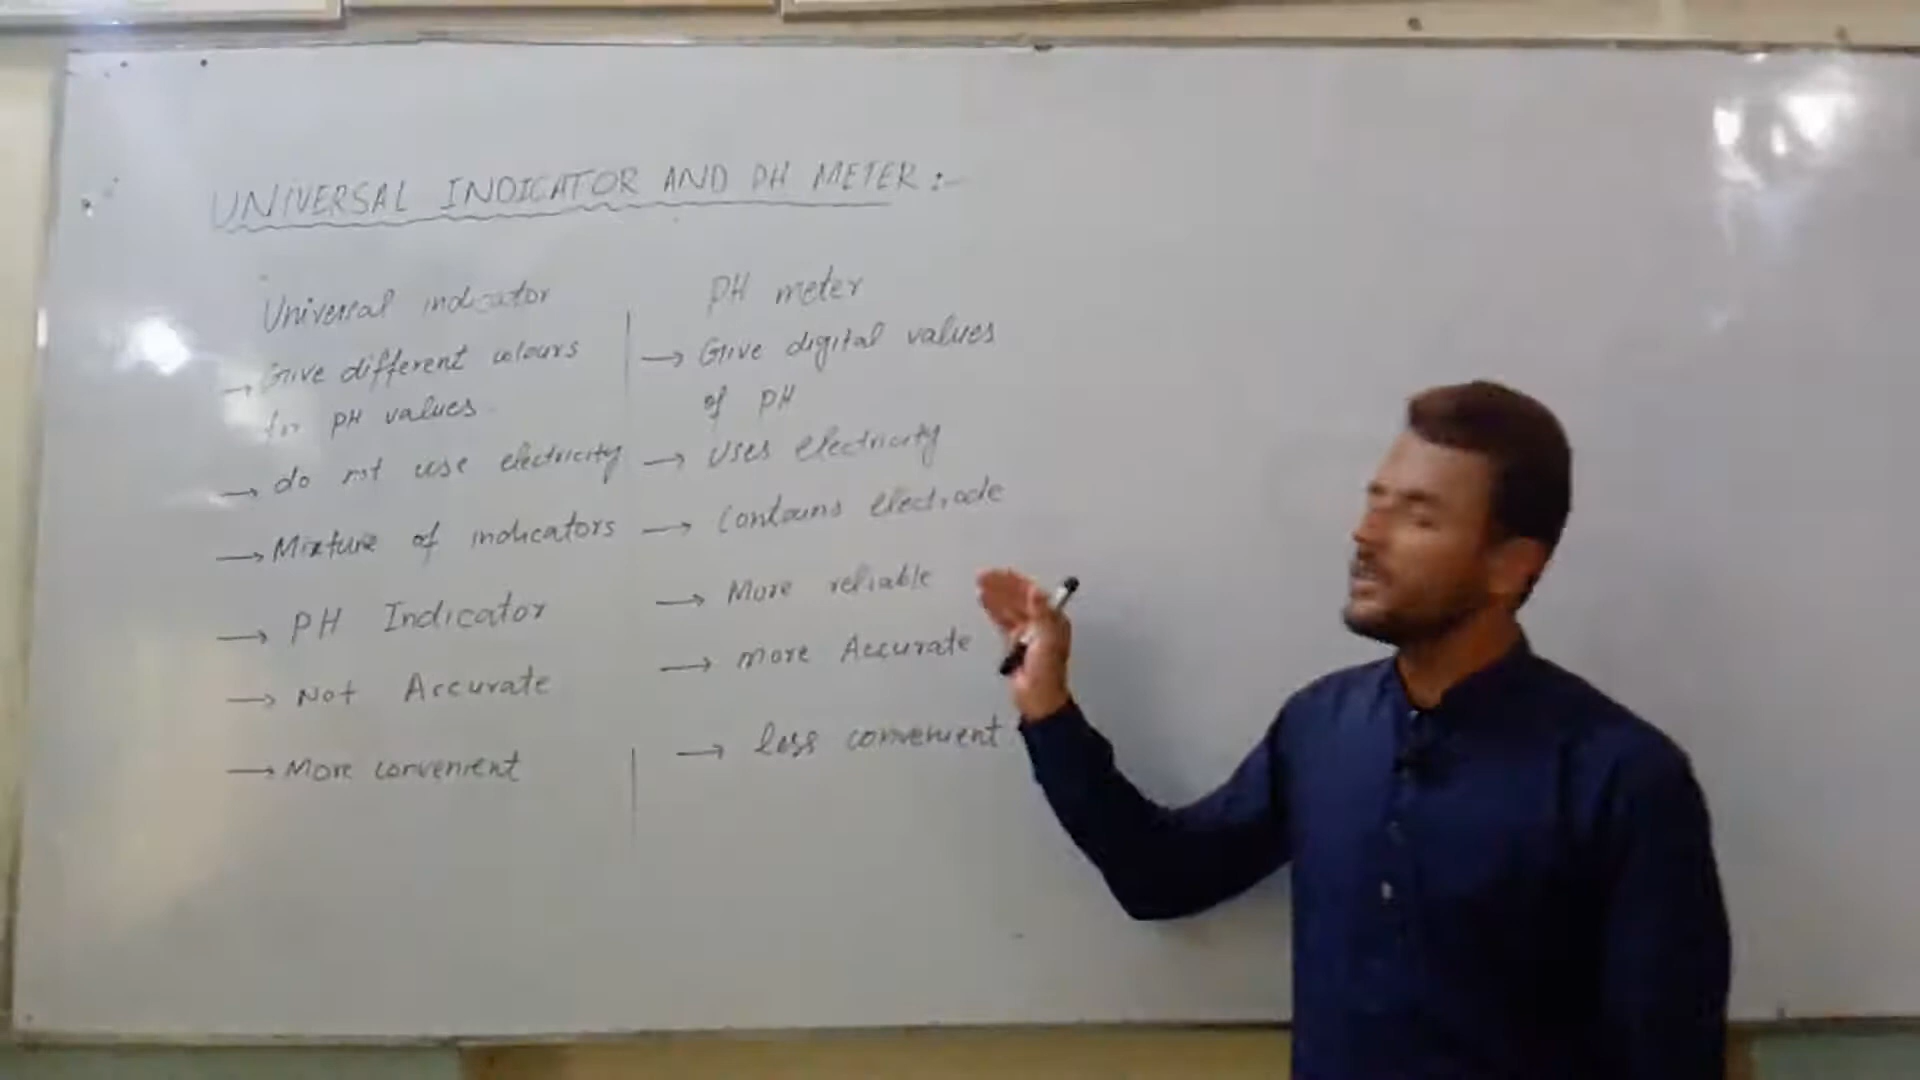 UNIVERSAL INDICATOR AND PH METER :-
Universal indicator
→ Give different colours
for PH values
→ do not use electricity
→ Mixture of indicators
→ PH Indicator
→ Not Accurate
→ More convenient
PH meter
→ Give digital values
of PH
→ Uses electricity
→ Contains electrode
→ More reliable
→ more Accurate
→ less convenient